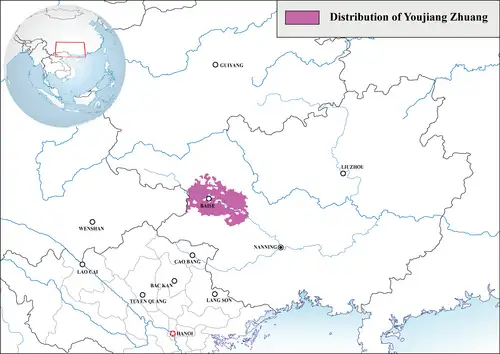 Distribution of Youjiang Zhuang
GUIYANG
LIUZHOU
BAISE
WENSHAN
NANNING
CAO BANG
LAO CAI
BAC KAN
TUYEN QUANG
LANG SON
HANOI